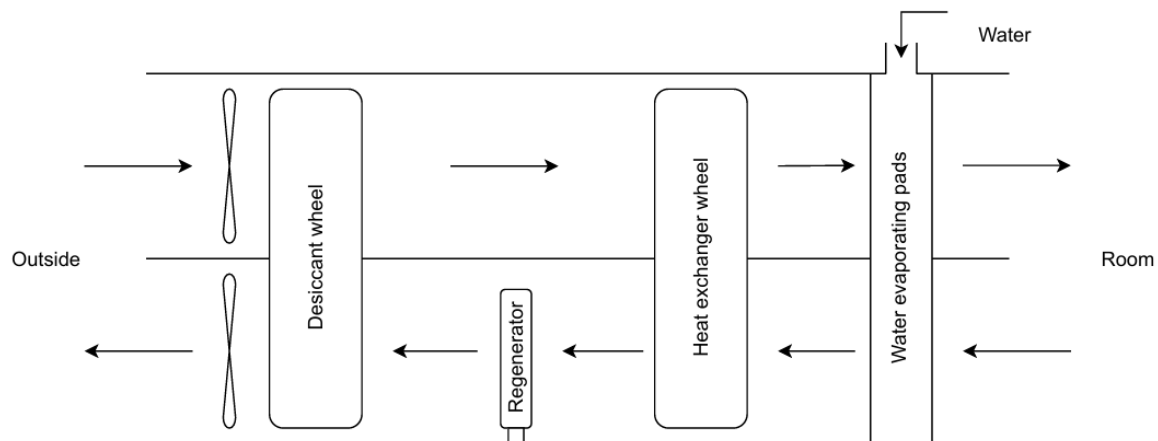 Water
Outside
Desiccant wheel
Regenerator
Heat exchanger wheel
Water evaporating pads
Room